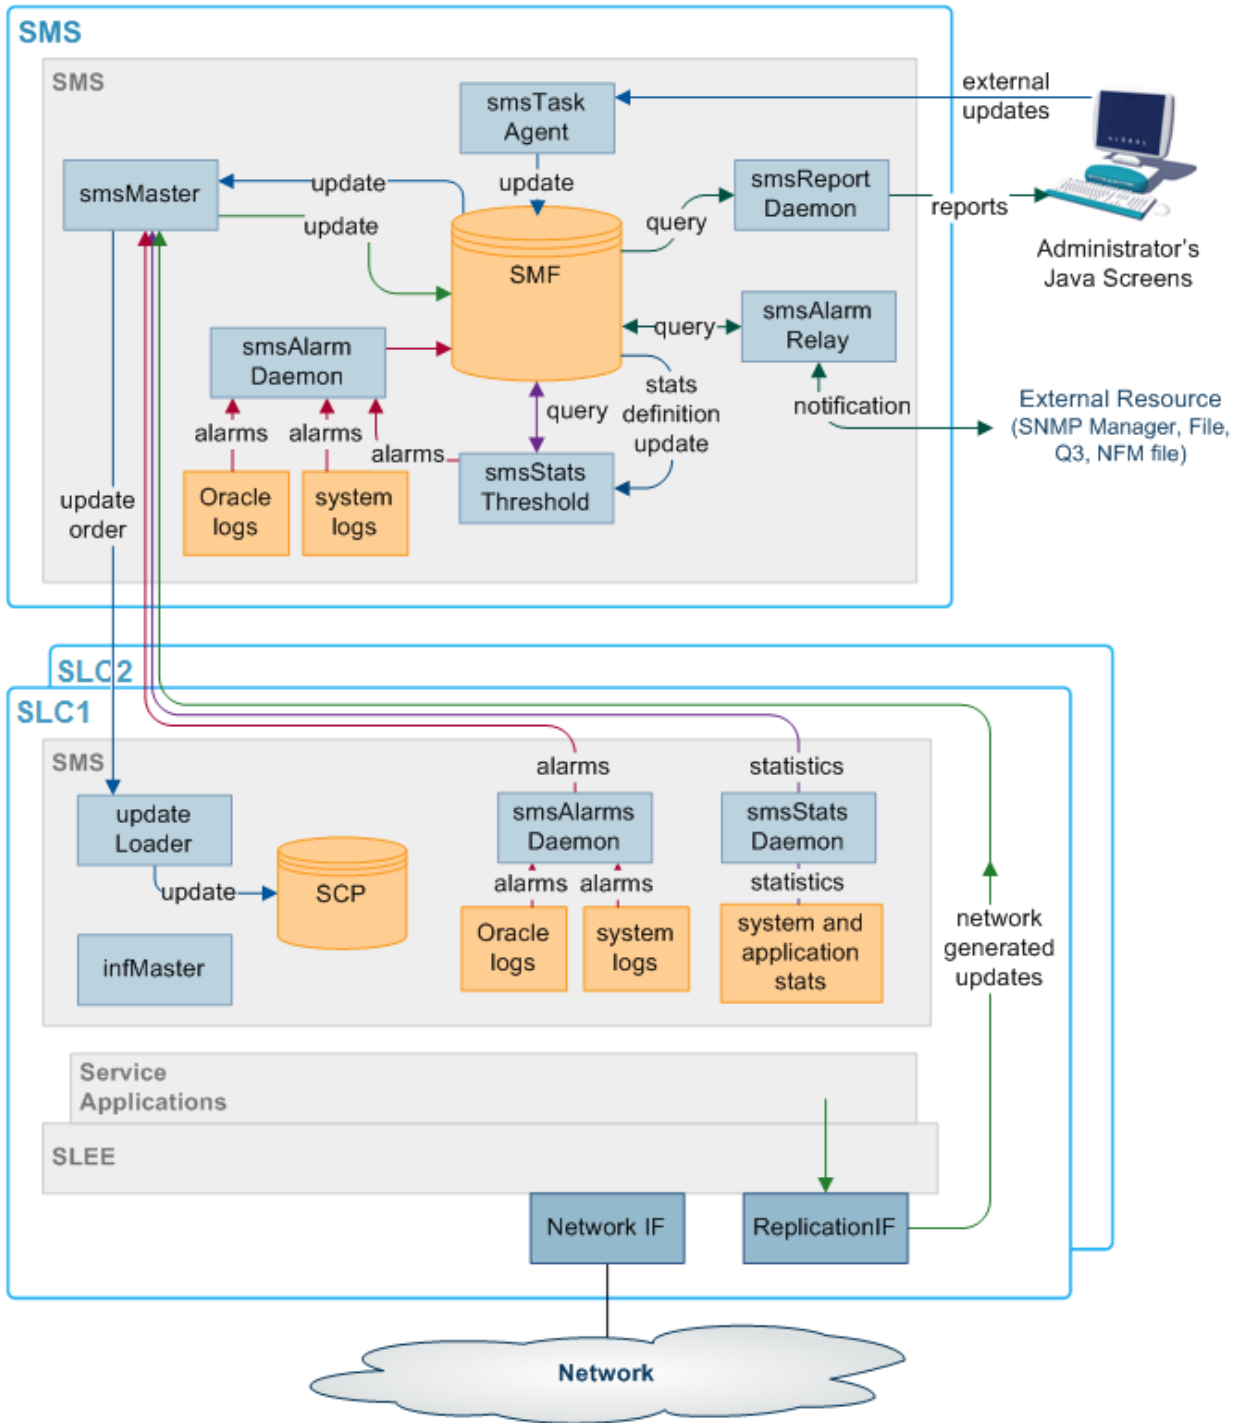 SMS
SMS
smsTask
Agent
external
updates
GLOBAL
smsMaster
update
update
update
smsReport
Daemon
query
reports
Administrator's
Java Screens
SMF
smsAlarm
Daemon
query
smsAlarm
Relay
stats
definition
update
query
notification
External Resource
(SNMP Manager, File,
Q3, NFM file)
alarms
alarms
alarms
Oracle
logs
system
logs
smsStats
Threshold
update
order
SLC2
SLC1
SMS
alarms
statistics
update
Loader
smsAlarms
Daemon
smsStats
Daemon
update
SCP
alarms
alarms
statistics
Oracle
logs
system
logs
system and
application
stats
network
generated
updates
infMaster
Service
Applications
SLEE
Network IF
ReplicationIF
Network